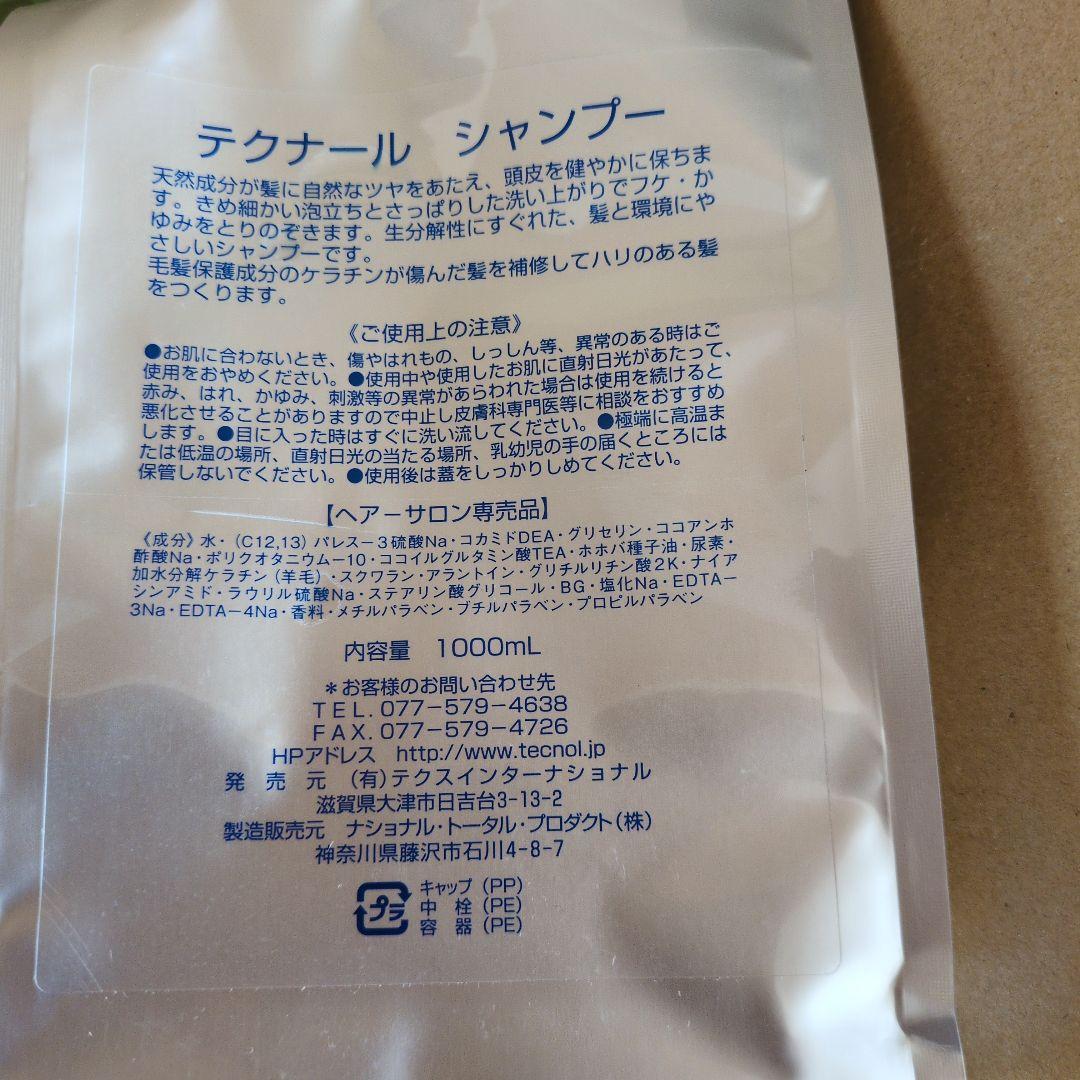 テクナール シャンプー
天然成分が髪に自然なツヤをあたえ、頭皮を健やかに保ちま
す。きめ細かい泡立ちとさっぱりした洗い上がりでフケ・か
ゆみをとりのぞきます。生分解性にすぐれた、髪と環境にや
さしいシャンプーです。
毛髪保護成分のケラチンが傷んだ髪を補修してハリのある髪
をつくります。
《ご使用上の注意》
●お肌に合わないとき、傷やはれもの、しっしん等、異常のある時はご
使用をおやめください。●使用中や使用したお肌に直射日光があたって、
赤み、はれ、かゆみ、刺激等の異常があらわれた場合は使用を続けると
悪化させることがありますので中止し皮膚科専門医等に相談をおすすめ
します。●目に入った時はすぐに洗い流してください。●極端に高温ま
たは低温の場所、直射日光の当たる場所、乳幼児の手の届くところには
保管しないでください。●使用後は蓋をしっかりしめてください。
【ヘアーサロン専売品】
《成分》水・（C12,13）パレス－3硫酸Na・コカミドDEA・グリセリン・ココアンホ
酢酸Na・ポリクオタニウム－10・ココイルグルタミン酸TEA・ホホバ種子油・尿素・
加水分解ケラチン（羊毛）・スクワラン・アラントイン・グリチルリチン酸2K・ナイア
シンアミド・ラウリル硫酸Na・ステアリン酸グリコール・BG・塩化Na・EDTA－
3Na・EDTA－4Na・香料・メチルパラベン・ブチルパラベン・プロピルパラベン
内容量 1000mL
＊お客様のお問い合わせ先
TEL. 077－579－4638
FAX. 077－579－4726
HPアドレス http://www.tecnol.jp
発売元 （有）テクスインターナショナル
滋賀県大津市日吉台3-13-2
製造販売元 ナショナル・トータル・プロダクト（株）
神奈川県藤沢市石川4-8-7
プラ
キャップ（PP）
中栓（PE）
容器（PE）